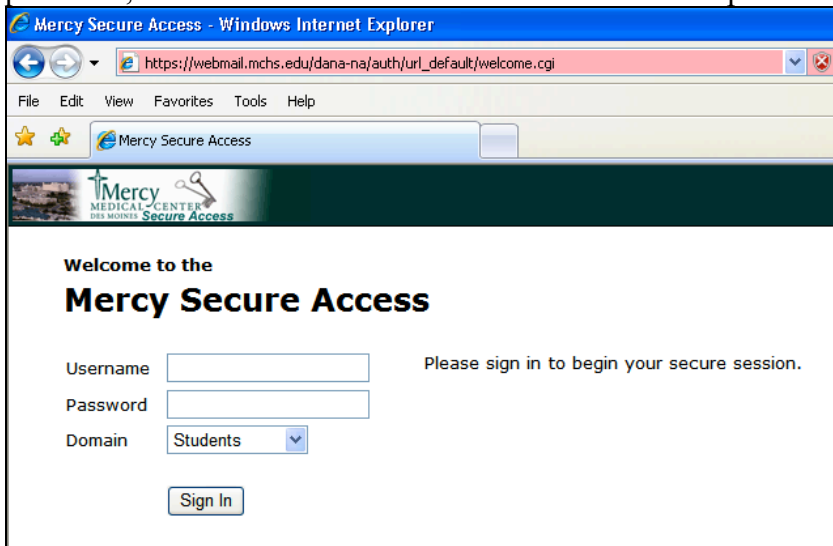 Mercy Secure Access - Windows Internet Explorer
https://webmail.mchs.edu/dana-na/auth/url_default/welcome.cgi
File Edit View Favorites Tools Help
Mercy Secure Access
Mercy
MEDICAL CENTER
DES MOINES Secure Access
Welcome to the
Mercy Secure Access
Username
Please sign in to begin your secure session.
Password
Domain Students
Sign In